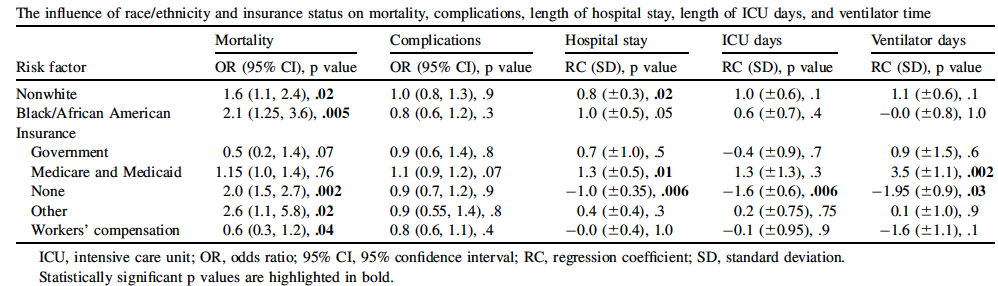 The influence of race/ethnicity and insurance status on mortality, complications, length of hospital stay, length of ICU days, and ventilator time
Mortality Complications Hospital stay ICU days Ventilator days
Risk factor OR (95% CI), p value OR (95% CI), p value RC (SD), p value RC (SD), p value RC (SD), p value
Nonwhite 1.6 (1.1, 2.4), .02 1.0 (0.8, 1.3), .9 0.8 (±0.3), .02 1.0 (±0.6), .1 1.1 (±0.6), .1
Black/African American 2.1 (1.25, 3.6), .005 0.8 (0.6, 1.2), .3 1.0 (±0.5), .05 0.6 (±0.7), .4 −0.0 (±0.8), 1.0
Insurance
Government 0.5 (0.2, 1.4), .07 0.9 (0.6, 1.4), .8 0.7 (±1.0), .5 −0.4 (±0.9), .7 0.9 (±1.5), .6
Medicare and Medicaid 1.15 (1.0, 1.4), .76 1.1 (0.9, 1.2), .07 1.3 (±0.5), .01 1.3 (±1.3), .3 3.5 (±1.1), .002
None 2.0 (1.5, 2.7), .002 0.9 (0.7, 1.2), .9 −1.0 (±0.35), .006 −1.6 (±0.6), .006 −1.95 (±0.9), .03
Other 2.6 (1.1, 5.8), .02 0.9 (0.55, 1.4), .8 0.4 (±0.4), .3 0.2 (±0.75), .75 0.1 (±1.0), .9
Workers' compensation 0.6 (0.3, 1.2), .04 0.8 (0.6, 1.1), .4 −0.0 (±0.4), 1.0 −0.1 (±0.95), .9 −1.6 (±1.1), .1
ICU, intensive care unit; OR, odds ratio; 95% CI, 95% confidence interval; RC, regression coefficient; SD, standard deviation.
Statistically significant p values are highlighted in bold.